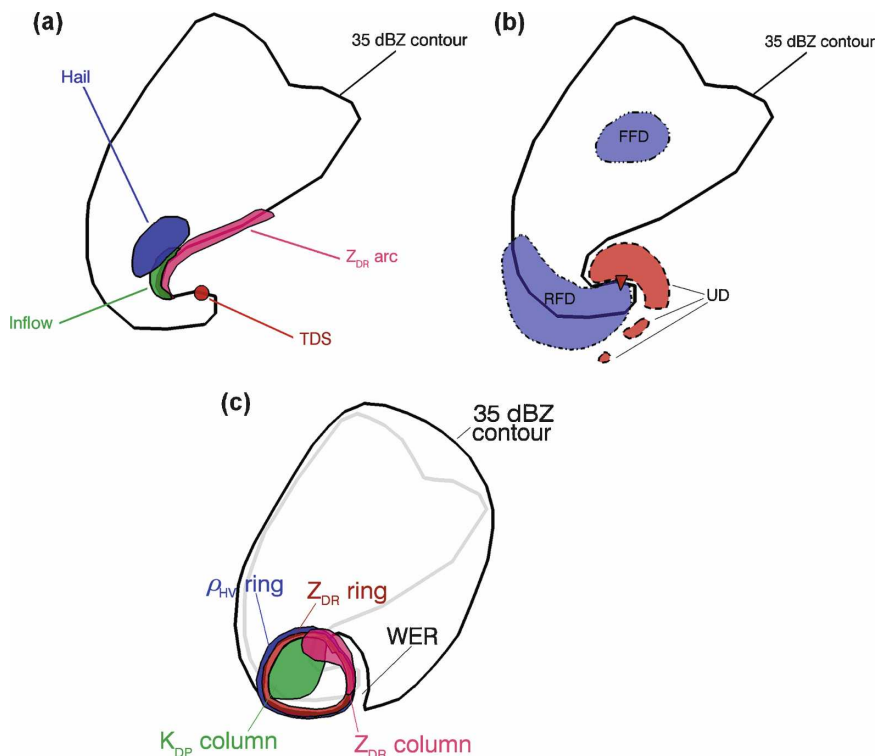 (a)
35 dBZ contour
Hail
Z_DR arc
Inflow
TDS
(b)
35 dBZ contour
FFD
RFD
UD
(c)
35 dBZ
contour
ρ_HV ring
Z_DR ring
WER
K_DP column
Z_DR column